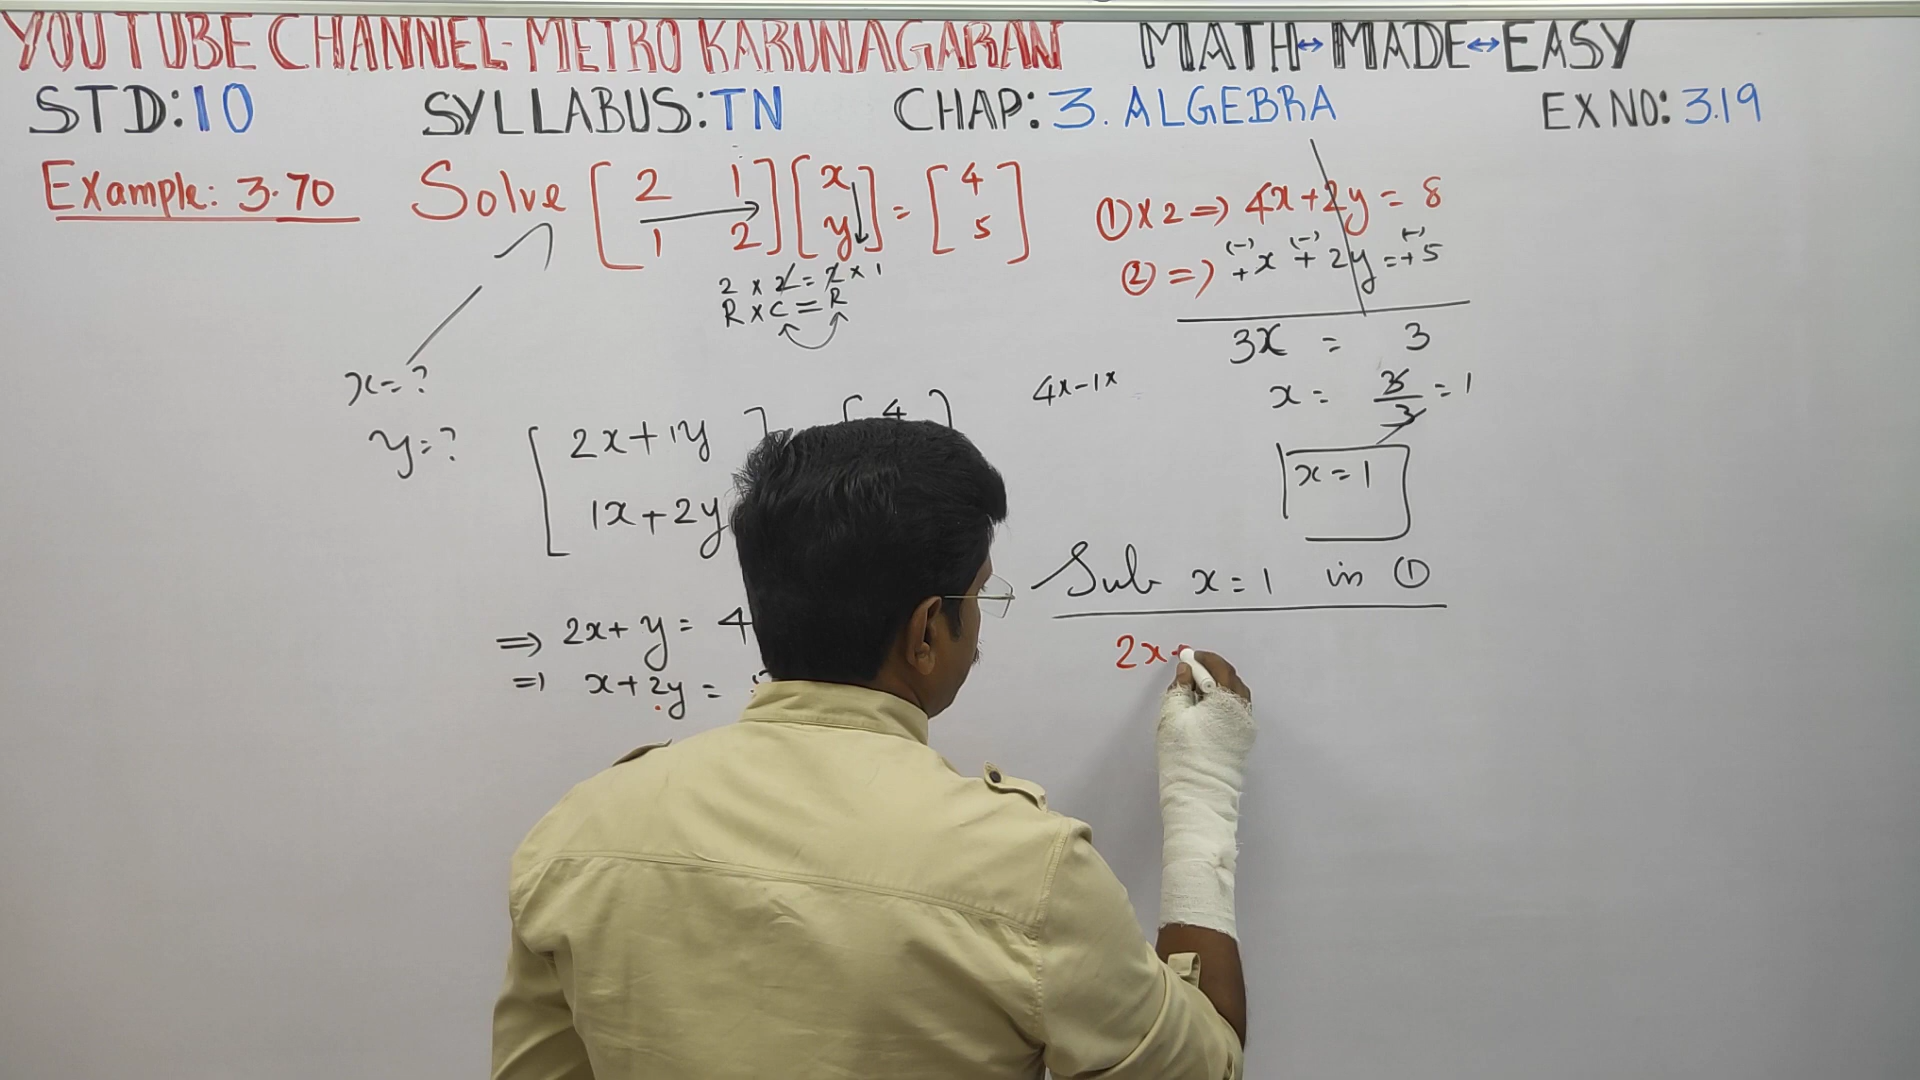 YOUTUBE CHANNEL-METRO KARUNAGARAN MATH↔MADE↔EASY
STD:10 SYLLABUS:TN CHAP:3. ALGEBRA EX NO: 3.19
Example: 3.70 Solve [2 1 [x = [4
1 2] y] 5]
2 × 2 = 2 × 1
R × C = R
x=?
y=?
[2x+1y ] [4 ]
1x+2y
⇒ 2x+ y = 4
⇒ x+2y =
① × 2 ⇒ 4x+2y = 8
(-) (-) (-)
② ⇒ +x + 2y = +5
3x = 3
4x-1x
x = 3/3 = 1
x = 1
Sub x = 1 in ①
2x+